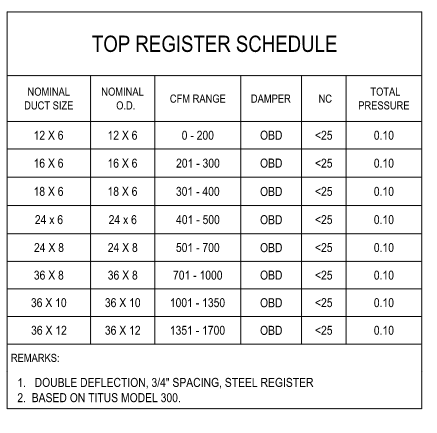 TOP REGISTER SCHEDULE
NOMINAL DUCT SIZE NOMINAL O.D. CFM RANGE DAMPER NC TOTAL PRESSURE
12 X 6 12 X 6 0 - 200 OBD <25 0.10
16 X 6 16 X 6 201 - 300 OBD <25 0.10
18 X 6 18 X 6 301 - 400 OBD <25 0.10
24 x 6 24 x 6 401 - 500 OBD <25 0.10
24 X 8 24 X 8 501 - 700 OBD <25 0.10
36 X 8 36 X 8 701 - 1000 OBD <25 0.10
36 X 10 36 X 10 1001 - 1350 OBD <25 0.10
36 X 12 36 X 12 1351 - 1700 OBD <25 0.10
REMARKS:
1. DOUBLE DEFLECTION, 3/4" SPACING, STEEL REGISTER
2. BASED ON TITUS MODEL 300.